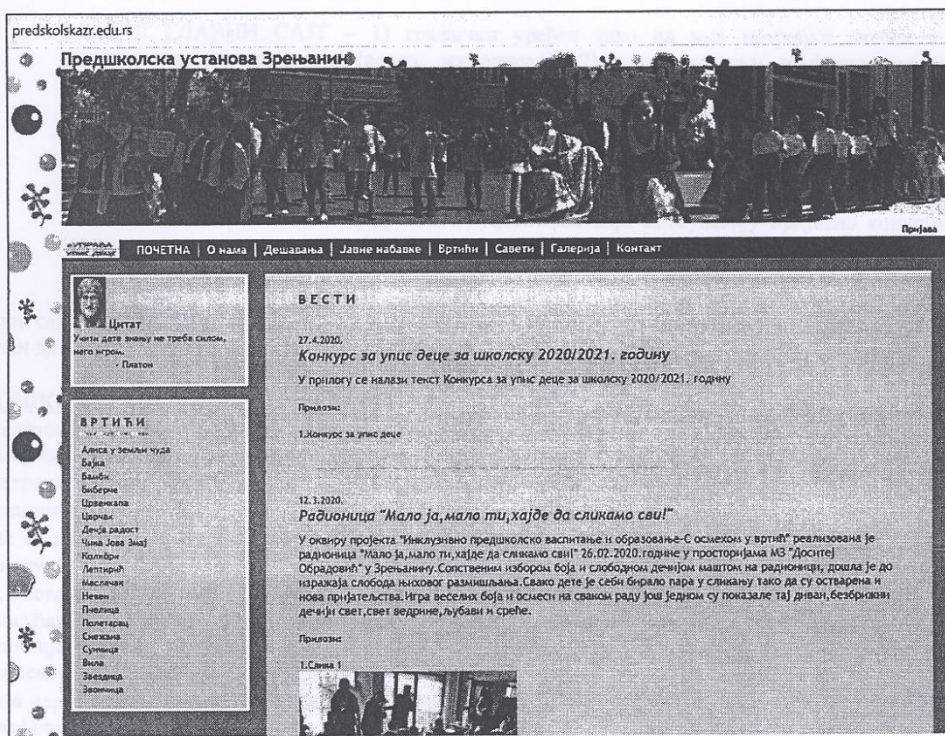 predskolskazr.edu.rs
Предшколска установа Зрењанин
Пријава
ПОЧЕТНА | О нама | Дешавања | Јавне набавке | Вртићи | Савети | Галерија | Контакт
Цитат
Учити дете знању не треба силом,
него игром.
- Платон
ВРТИЋИ
Алиса у земљи чуда
Бајка
Бамби
Биберче
Црвенкапа
Цврчак
Дечја радост
Чика Јова Змај
Колибри
Лептирић
Маслачак
Невен
Пчелица
Полетарац
Снежана
Сунчица
Вила
Звездица
Звончица
ВЕСТИ
27.4.2020,
Конкурс за упис деце за школску 2020/2021. годину
У прилогу се налази текст Конкурса за упис деце за школску 2020/2021. годину
Прилози:
1.Конкурс за упис деце
12.3.2020,
Радионица "Мало ја,мало ти,хајде да сликамо сви!"
У оквиру пројекта "Инклузивно предшколско васпитање и образовање-С осмехом у вртић" реализована је
радионица "Мало ја,мало ти,хајде да сликамо сви!" 26.02.2020.године у просторијама МЗ "Доситеј
Обрадовић" у Зрењанину.Сопственим избором боја и слободном дечијом маштом на радионици, дошла је до
изражаја слобода њиховог размишљања.Свако дете је себи бирало пара у сликању тако да су остварена и
нова пријатељства.Игра веселих боја и осмеси на сваком раду још једном су показале тај диван,безбрижни
дечији свет,свет ведрине,љубави и среће.
Прилози:
1.Слика 1